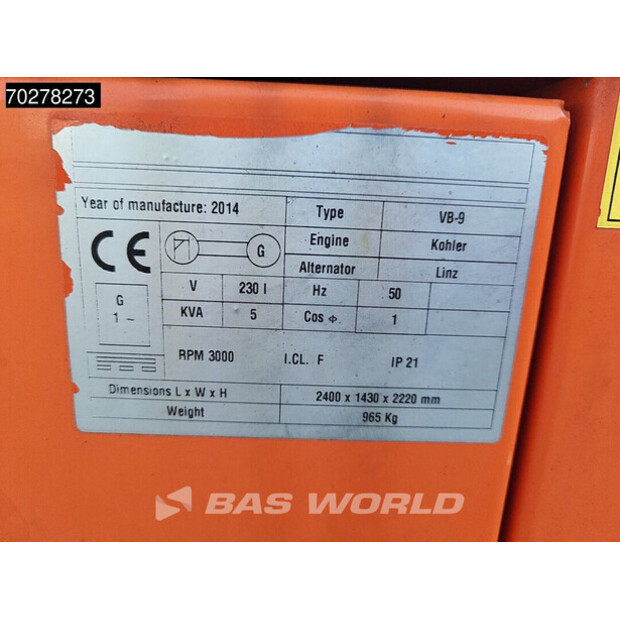 70278273
Year of manufacture: 2014 Type VB-9
CE G Engine Kohler
Alternator Linz
G V 230 I Hz 50
1 ~ KVA 5 Cos Φ. 1
RPM 3000 I.CL. F IP 21
Dimensions L x W x H 2400 x 1430 x 2220 mm
Weight 965 Kg
BAS WORLD